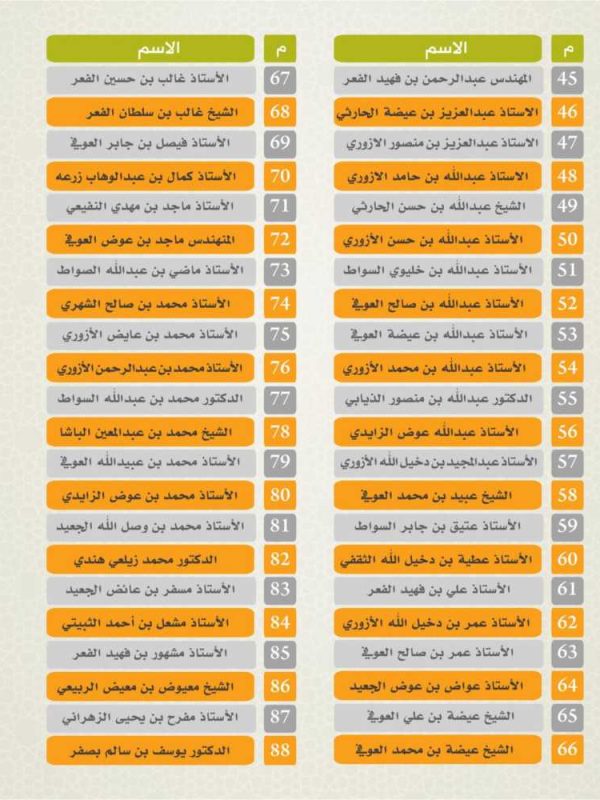 م الاسم
45 المهندس عبدالرحمن بن فهيد الفعر
46 الاستاذ عبدالعزيز بن عيضة الحارثي
47 الاستاذ عبدالعزيز بن منصور الازوري
48 الاستاذ عبدالله بن حامد الازوري
49 الشيخ عبدالله بن حسن الحارثي
50 الأستاذ عبدالله بن حسن الأزوري
51 الأستاذ عبدالله بن خليوي السواط
52 الأستاذ عبدالله بن صالح العوفي
53 الأستاذ عبدالله بن عيضة العوفي
54 الأستاذ عبدالله بن محمد الأزوري
55 الدكتور عبدالله بن منصور الذيابي
56 الأستاذ عبدالله عوض الزايدي
57 الأستاذ عبدالمجيد بن دخيل الله الأزوري
58 الشيخ عبيد بن محمد العوفي
59 الأستاذ عتيق بن جابر السواط
60 الأستاذ عطية بن دخيل الله الثقفي
61 الأستاذ علي بن فهيد الفعر
62 الأستاذ عمر بن دخيل الله الأزوري
63 الأستاذ عمر بن صالح العوفي
64 الأستاذ عواض بن عوض الجعيد
65 الشيخ عيضة بن علي العوفي
66 الشيخ عيضة بن محمد العوفي
م الاسم
67 الأستاذ غالب بن حسين الفعر
68 الشيخ غالب بن سلطان الفعر
69 الأستاذ فيصل بن جابر العوفي
70 الأستاذ كمال بن عبدالوهاب زرعه
71 الأستاذ ماجد بن مهدي النفيعي
72 المنهندس ماجد بن عوض العوفي
73 الأستاذ ماضي بن عبدالله الصواط
74 الأستاذ محمد بن صالح الشهري
75 الأستاذ محمد بن عايض الأزوري
76 الأستاذ محمد بن عبدالرحمن الأزوري
77 الدكتور محمد بن عبدالله السواط
78 الشيخ محمد بن عبدالمعين الباشا
79 الأستاذ محمد بن عبيدالله العوفي
80 الأستاذ محمد بن عوض الزايدي
81 الأستاذ محمد بن وصل الله الجعيد
82 الدكتور محمد زيلعي هندي
83 الأستاذ مسفر بن عائض الجعيد
84 الأستاذ مشعل بن أحمد الثبيتي
85 الأستاذ مشهور بن فهيد الفعر
86 الشيخ معيوض بن معيض الربيعي
87 الأستاذ مفرح بن يحيى الزهراني
88 الدكتور يوسف بن سالم بصفر